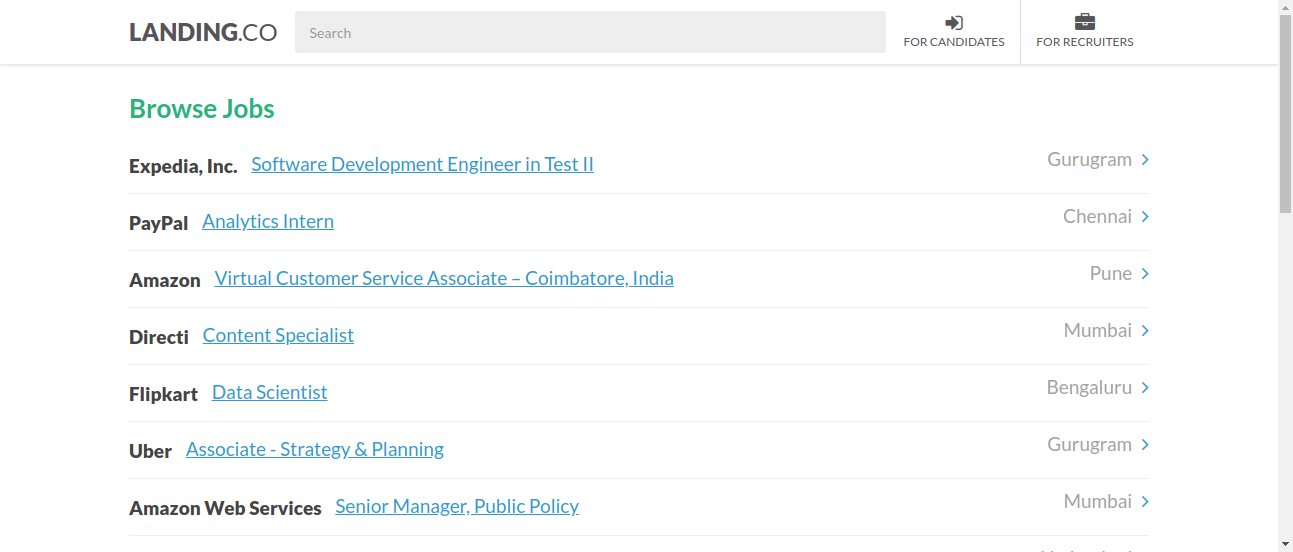 LANDING.CO
Search
FOR CANDIDATES
FOR RECRUITERS
Browse Jobs
Expedia, Inc. Software Development Engineer in Test II Gurugram
PayPal Analytics Intern Chennai
Amazon Virtual Customer Service Associate – Coimbatore, India Pune
Directi Content Specialist Mumbai
Flipkart Data Scientist Bengaluru
Uber Associate - Strategy & Planning Gurugram
Amazon Web Services Senior Manager, Public Policy Mumbai